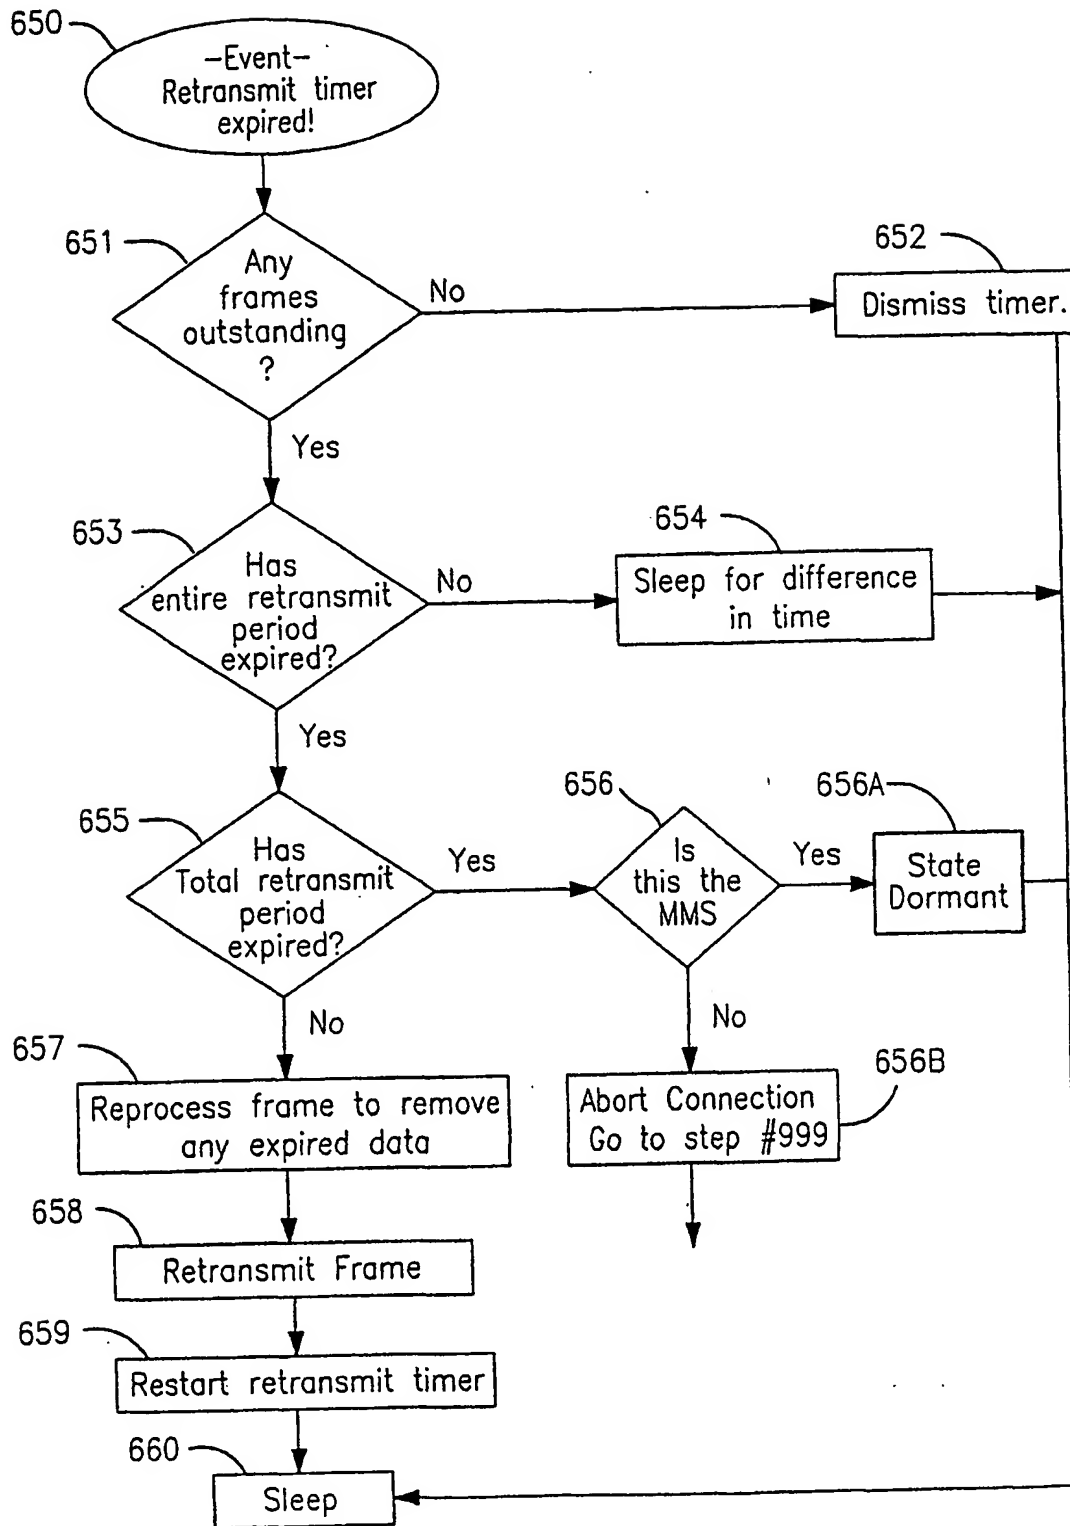 650
–Event–
Retransmit timer
expired!
651
Any
frames
outstanding
?
No
652
Dismiss timer.
Yes
653
Has
entire retransmit
period
expired?
No
654
Sleep for difference
in time
Yes
655
Has
Total retransmit
period
expired?
Yes
656
Is
this the
MMS
Yes
656A
State
Dormant
No
No
657
Reprocess frame to remove
any expired data
656B
Abort Connection
Go to step #999
658
Retransmit Frame
659
Restart retransmit timer
660
Sleep